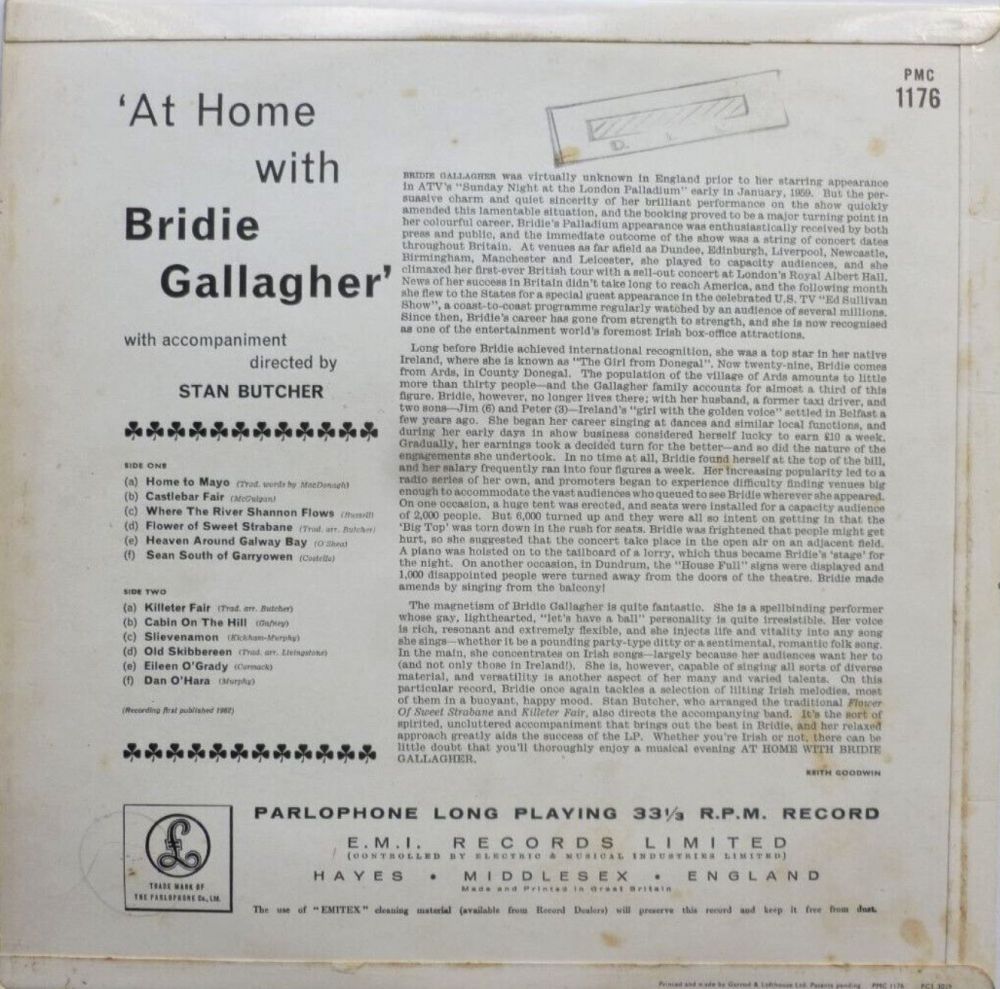 PMC
1176
'At Home
with
Bridie
Gallagher'
with accompaniment
directed by
STAN BUTCHER
SIDE ONE
(a) Home to Mayo (Trad. words by MacDonagh)
(b) Castlebar Fair (McGuigan)
(c) Where The River Shannon Flows (Russell)
(d) Flower of Sweet Strabane (Trad. arr. Butcher)
(e) Heaven Around Galway Bay (O'Shea)
(f) Sean South of Garryowen (Costello)
SIDE TWO
(a) Killeter Fair (Trad. arr. Butcher)
(b) Cabin On The Hill (Gafney)
(c) Slievenamon (Kickham-Murphy)
(d) Old Skibbereen (Trad. arr. Livingstone)
(e) Eileen O'Grady (Cormack)
(f) Dan O'Hara (Murphy)
(Recording first published 1962)
BRIDIE GALLAGHER was virtually unknown in England prior to her starring appearance
in ATV's "Sunday Night at the London Palladium" early in January, 1959. But the per-
suasive charm and quiet sincerity of her brilliant performance on the show quickly
amended this lamentable situation, and the booking proved to be a major turning point in
her colourful career. Bridie's Palladium appearance was enthusiastically received by both
press and public, and the immediate outcome of the show was a string of concert dates
throughout Britain. At venues as far afield as Dundee, Edinburgh, Liverpool, Newcastle,
Birmingham, Manchester and Leicester, she played to capacity audiences, and she
climaxed her first-ever British tour with a sell-out concert at London's Royal Albert Hall.
News of her success in Britain didn't take long to reach America, and the following month
she flew to the States for a special guest appearance in the celebrated U.S. TV "Ed Sullivan
Show", a coast-to-coast programme regularly watched by an audience of several millions.
Since then, Bridie's career has gone from strength to strength, and she is now recognised
as one of the entertainment world's foremost Irish box-office attractions.
Long before Bridie achieved international recognition, she was a top star in her native
Ireland, where she is known as "The Girl from Donegal". Now twenty-nine, Bridie comes
from Ards, in County Donegal. The population of the village of Ards amounts to little
more than thirty people—and the Gallagher family accounts for almost a third of this
figure. Bridie, however, no longer lives there; with her husband, a former taxi driver, and
two sons—Jim (6) and Peter (3)—Ireland's "girl with the golden voice" settled in Belfast a
few years ago. She began her career singing at dances and similar local functions, and
during her early days in show business considered herself lucky to earn £10 a week.
Gradually, her earnings took a decided turn for the better—and so did the nature of the
engagements she undertook. In no time at all, Bridie found herself at the top of the bill,
and her salary frequently ran into four figures a week. Her increasing popularity led to a
radio series of her own, and promoters began to experience difficulty finding venues big
enough to accommodate the vast audiences who queued to see Bridie wherever she appeared.
On one occasion, a huge tent was erected, and seats were installed for a capacity audience
of 2,000 people. But 6,000 turned up and they were all so intent on getting in that the
'Big Top' was torn down in the rush for seats. Bridie was frightened that people might get
hurt, so she suggested that the concert take place in the open air on an adjacent field.
A piano was hoisted on to the tailboard of a lorry, which thus became Bridie's 'stage' for
the night. On another occasion, in Dundrum, the "House Full" signs were displayed and
1,000 disappointed people were turned away from the doors of the theatre. Bridie made
amends by singing from the balcony!
The magnetism of Bridie Gallagher is quite fantastic. She is a spellbinding performer
whose gay, lighthearted, "let's have a ball" personality is quite irresistible. Her voice
is rich, resonant and extremely flexible, and she injects life and vitality into any song
she sings—whether it be a pounding party-type ditty or a sentimental, romantic folk song.
In the main, she concentrates on Irish songs—largely because her audiences want her to
(and not only those in Ireland!). She is, however, capable of singing all sorts of diverse
material, and versatility is another aspect of her many and varied talents. On this
particular record, Bridie once again tackles a selection of lilting Irish melodies, most
of them in a buoyant, happy mood. Stan Butcher, who arranged the traditional Flower
Of Sweet Strabane and Killeter Fair, also directs the accompanying band. It's the sort of
spirited, uncluttered accompaniment that brings out the best in Bridie, and her relaxed
approach greatly aids the success of the LP. Whether you're Irish or not, there can be
little doubt that you'll thoroughly enjoy a musical evening AT HOME WITH BRIDIE
GALLAGHER.
KEITH GOODWIN
TRADE MARK OF
THE PARLOPHONE Co., LTD.
PARLOPHONE LONG PLAYING 33⅓ R.P.M. RECORD
E.M.I. RECORDS LIMITED
(CONTROLLED BY ELECTRIC & MUSICAL INDUSTRIES LIMITED)
HAYES • MIDDLESEX • ENGLAND
Made and Printed in Great Britain
The use of "EMITEX" cleaning material (available from Record Dealers) will preserve this record and keep it free from dust.
Printed and made by Garrod & Lofthouse Ltd. Patents pending PMC 1176